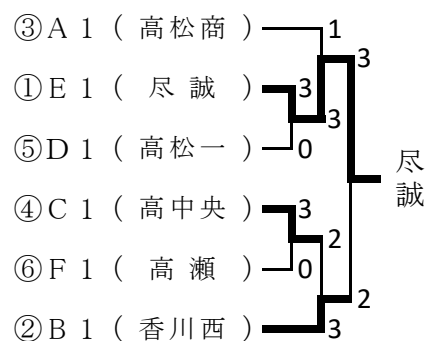 ③A１（高松商） 1
3
①E１（ 尽 誠 ） 3
3
⑤D１（高松一） 0
尽誠
④C１（高中央） 3
2
⑥F１（ 高 瀬 ） 0
2
②B１（香川西） 3